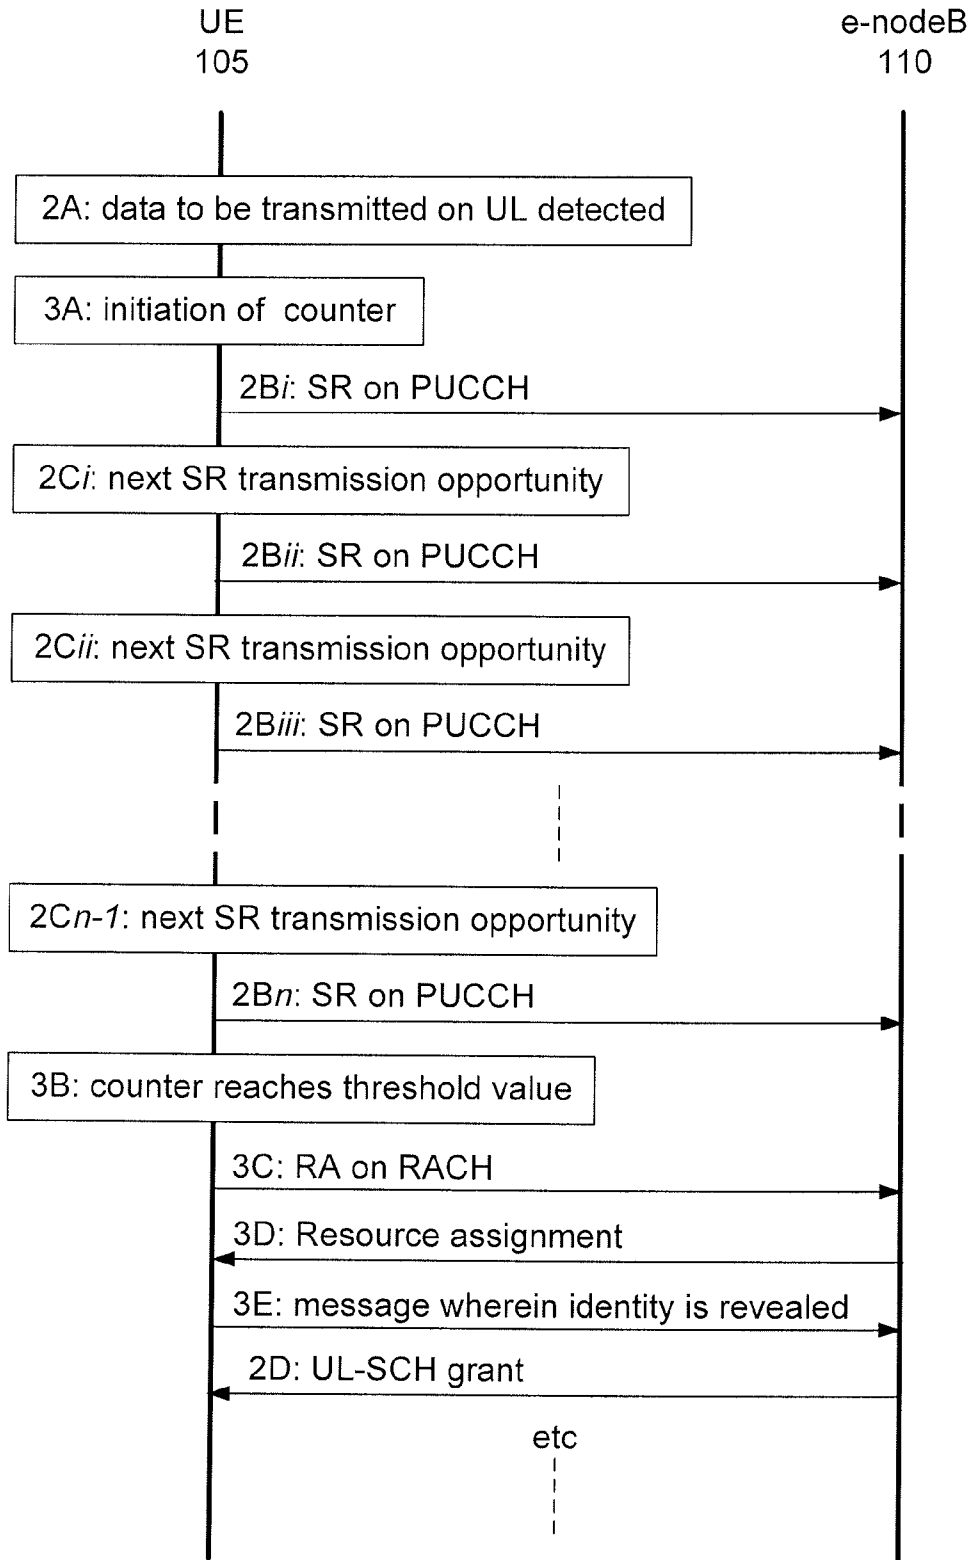 UE
105
e-nodeB
110
2A: data to be transmitted on UL detected
3A: initiation of counter
2Bi: SR on PUCCH
2Ci: next SR transmission opportunity
2Bii: SR on PUCCH
2Cii: next SR transmission opportunity
2Biii: SR on PUCCH
2Cn-1: next SR transmission opportunity
2Bn: SR on PUCCH
3B: counter reaches threshold value
3C: RA on RACH
3D: Resource assignment
3E: message wherein identity is revealed
2D: UL-SCH grant
etc